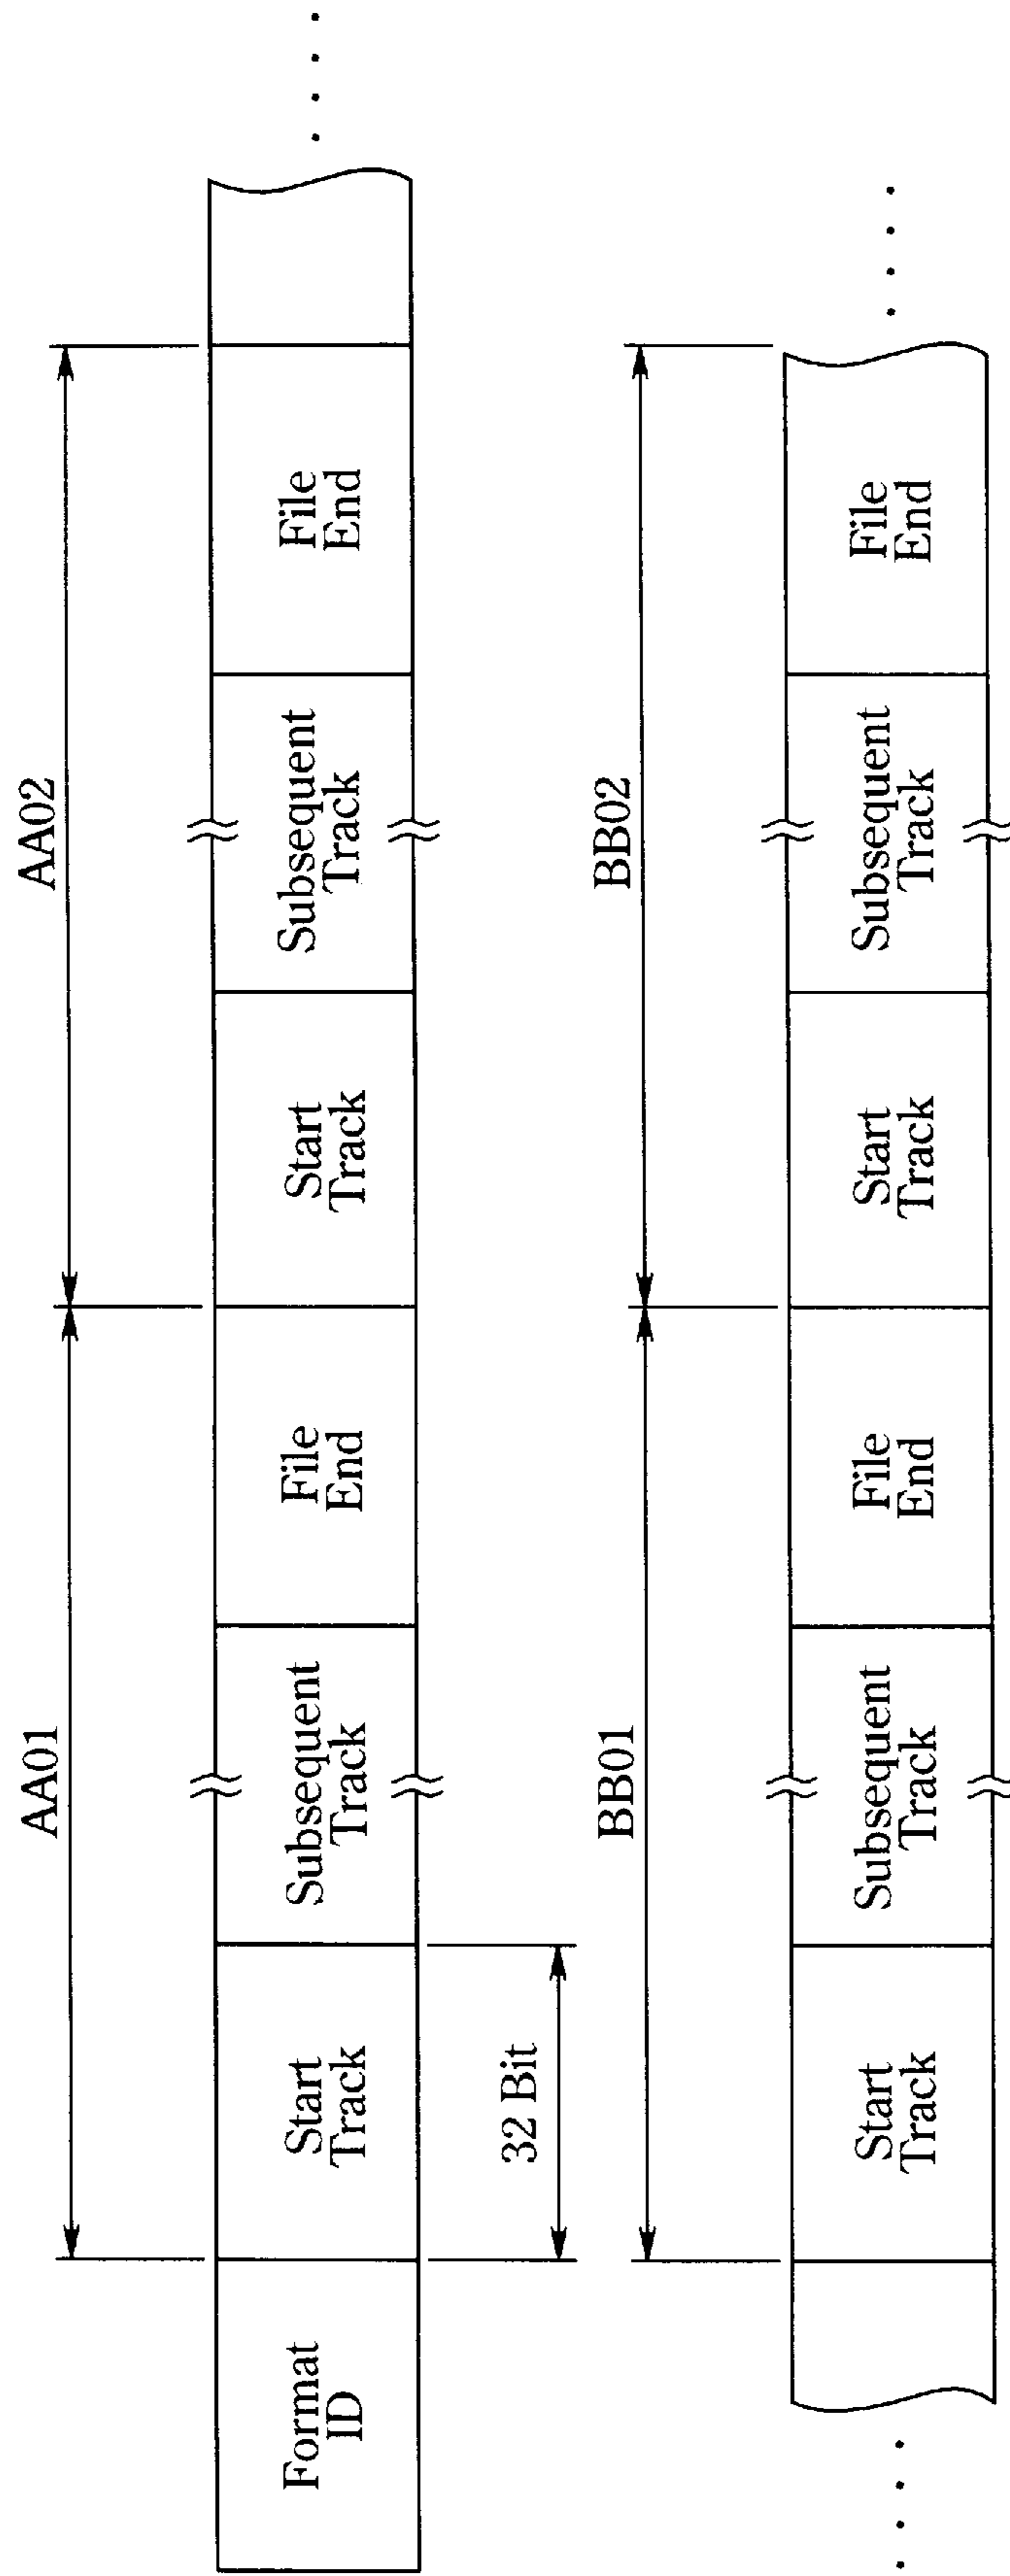 AA01
AA02
Format
ID
Start
Track
Subsequent
Track
File
End
Start
Track
Subsequent
Track
File
End
32 Bit
BB01
BB02
Start
Track
Subsequent
Track
File
End
Start
Track
Subsequent
Track
File
End